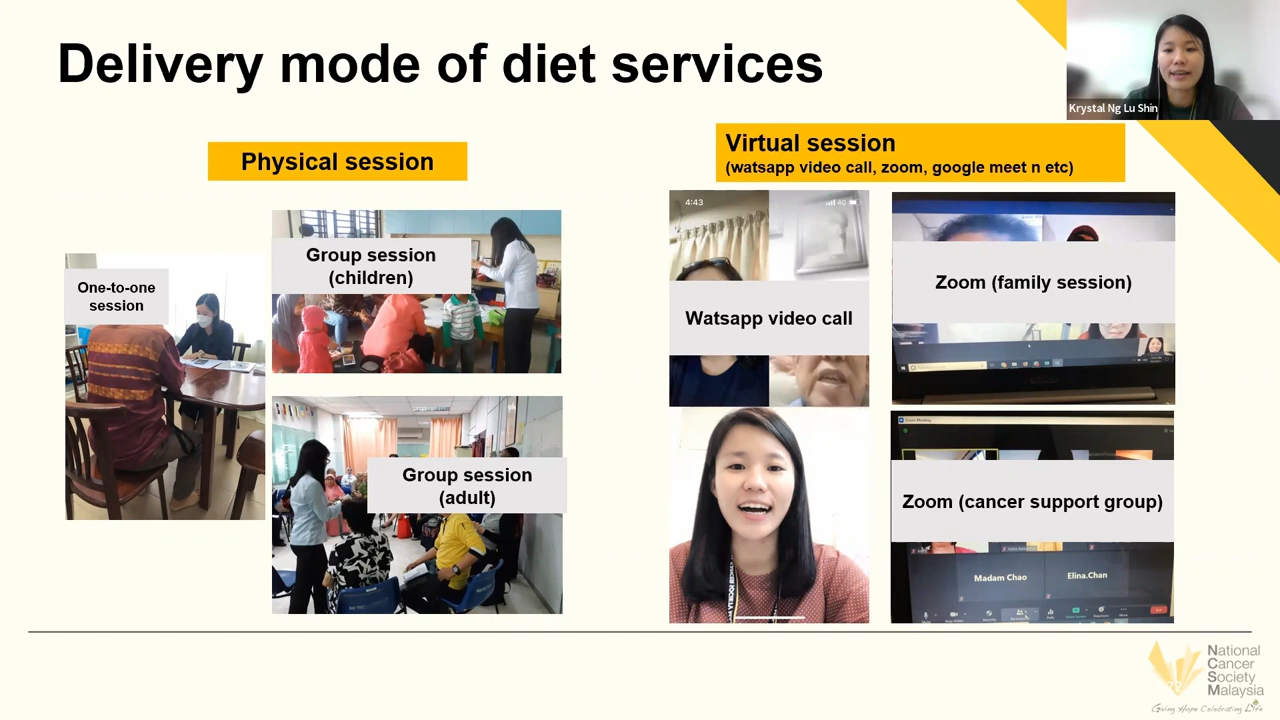 Delivery mode of diet services
Krystal Ng Lu Shin
Physical session
Virtual session
(watsapp video call, zoom, google meet n etc)
One-to-one
session
Group session
(children)
Group session
(adult)
4:43
4G
Watsapp video call
Zoom (family session)
Zoom (cancer support group)
Madam Chao
Elina.Chan
National
Cancer
Society
Malaysia
Giving Hope Celebrating Life